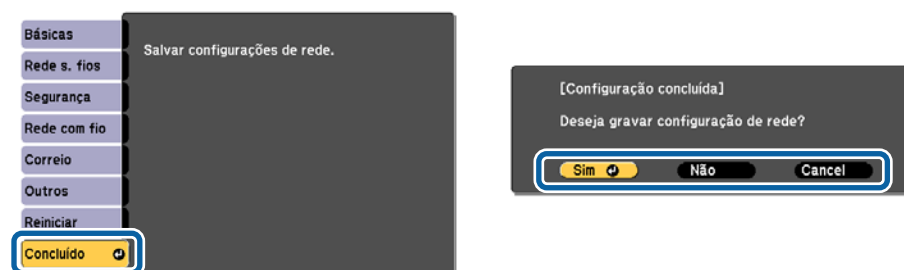 Básicas
Rede s. fios
Segurança
Rede com fio
Correio
Outros
Reiniciar
Concluído
Salvar configurações de rede.
[Configuração concluída]
Deseja gravar configuração de rede?
Sim Não Cancel